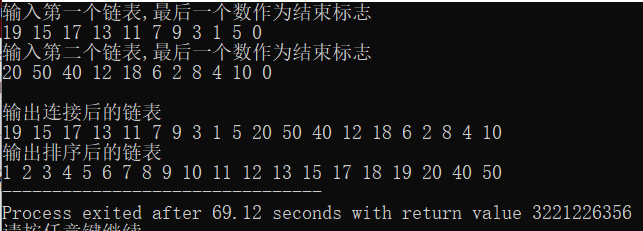 输入第一个链表,最后一个数作为结束标志
19 15 17 13 11 7 9 3 1 5 0
输入第二个链表,最后一个数作为结束标志
20 50 40 12 18 6 2 8 4 10 0
输出连接后的链表
19 15 17 13 11 7 9 3 1 5 20 50 40 12 18 6 2 8 4 10
输出排序后的链表
1 2 3 4 5 6 7 8 9 10 11 12 13 15 17 18 19 20 40 50
--------------------------------
Process exited after 69.12 seconds with return value 3221226356
请按任意键继续